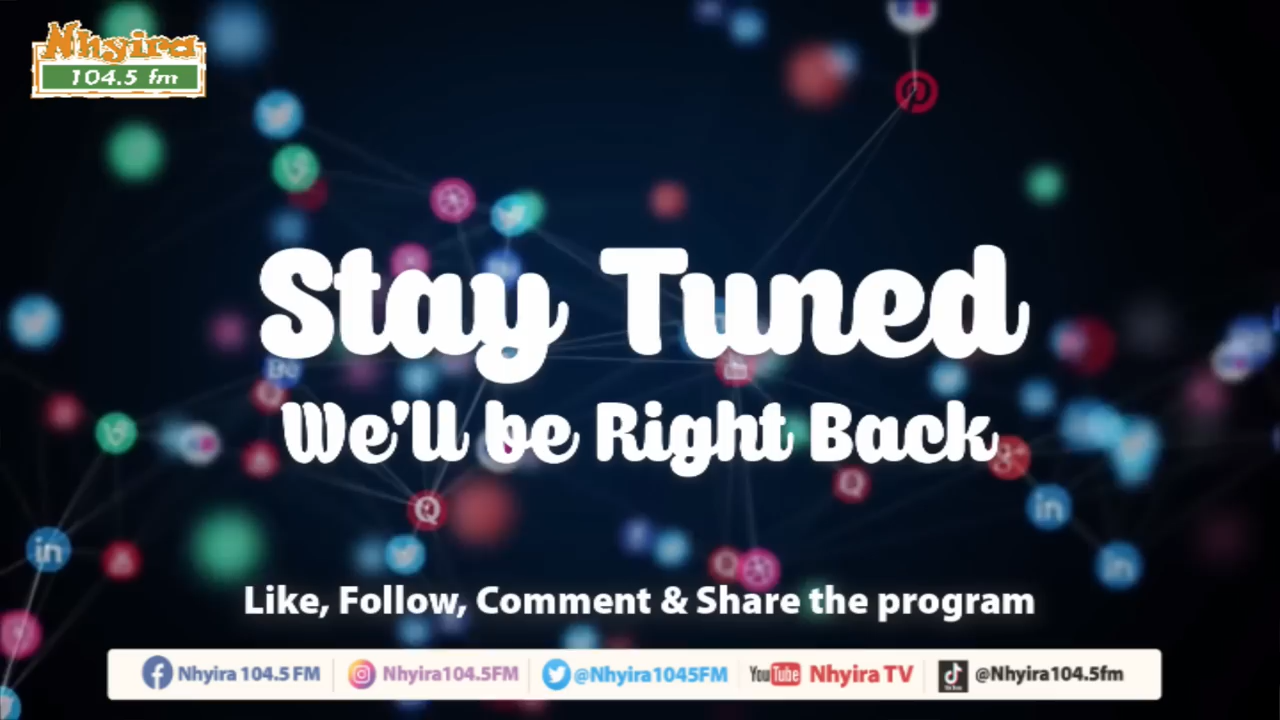 Nhyira
104.5 fm
Stay Tuned
We'll be Right Back
Like, Follow, Comment & Share the program
Nhyira 104.5 FM Nhyira104.5FM @Nhyira1045FM YouTube Nhyira TV @Nhyira104.5fm